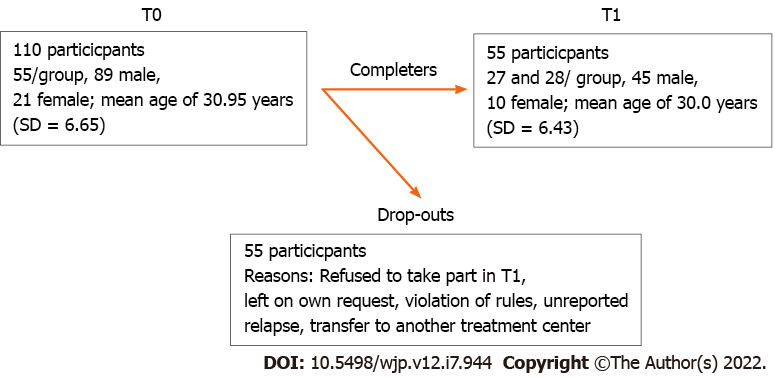 T0
110 particicpants
55/group, 89 male,
21 female; mean age of 30.95 years
(SD = 6.65)
Completers
T1
55 particicpants
27 and 28/ group, 45 male,
10 female; mean age of 30.0 years
(SD = 6.43)
Drop-outs
55 particicpants
Reasons: Refused to take part in T1,
left on own request, violation of rules, unreported
relapse, transfer to another treatment center
DOI: 10.5498/wjp.v12.i7.944 Copyright ©The Author(s) 2022.